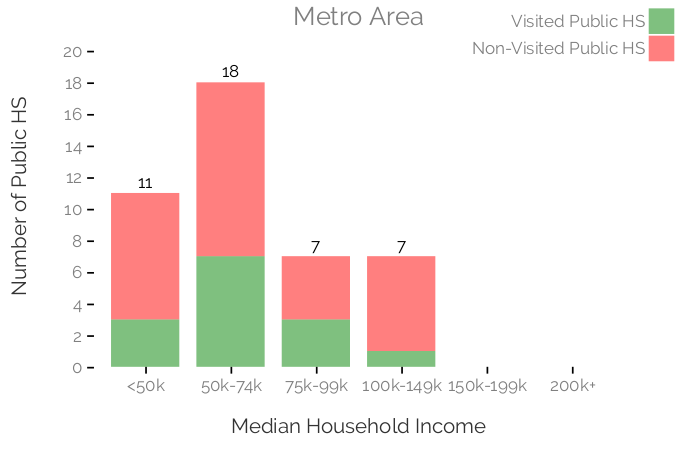 Metro Area
Visited Public HS
Non-Visited Public HS
Number of Public HS
20
18
16
14
12
10
8
6
4
2
0
11
18
7
7
<50k
50k-74k
75k-99k
100k-149k
150k-199k
200k+
Median Household Income